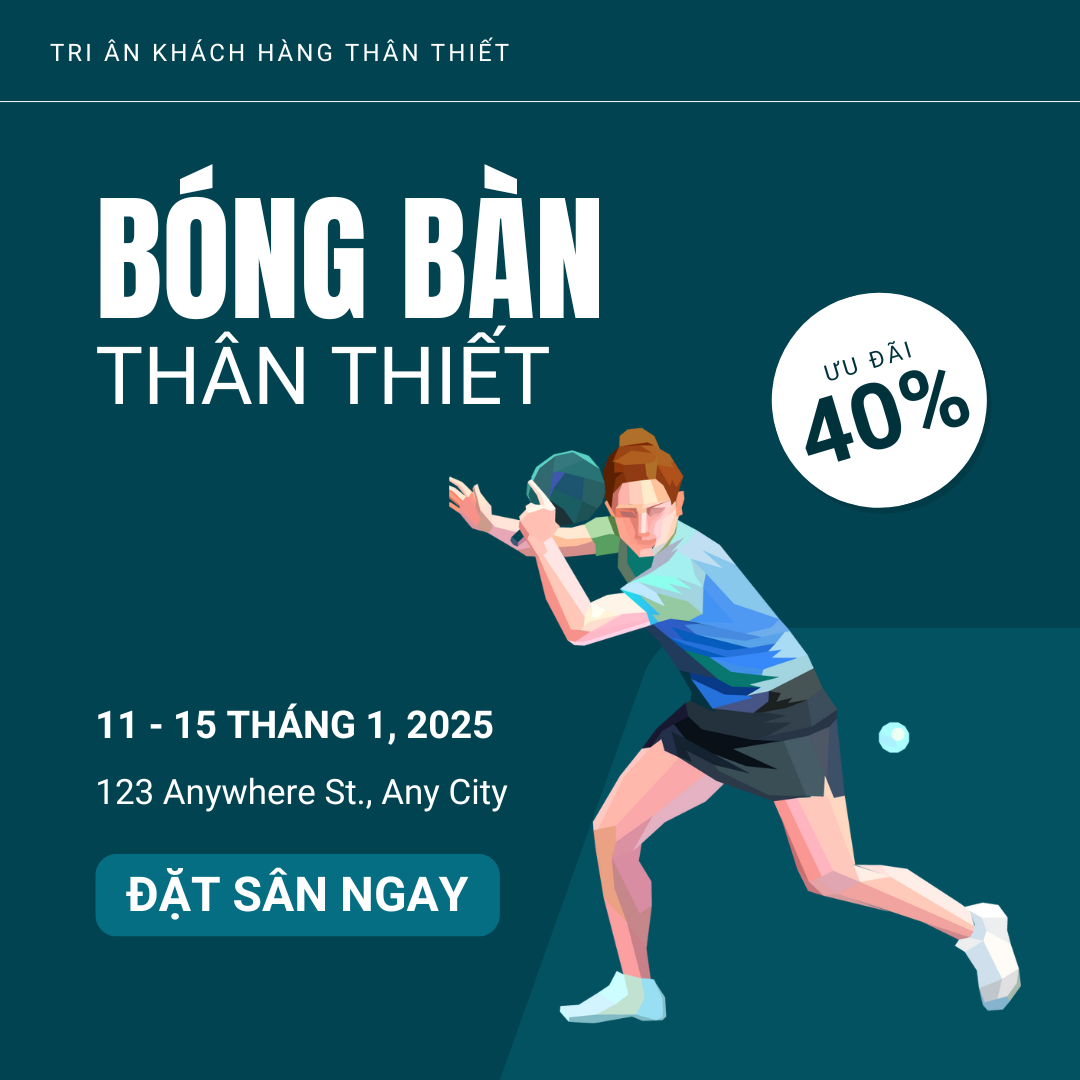 TRI ÂN KHÁCH HÀNG THÂN THIẾT
BÓNG BÀN
THÂN THIẾT
ƯU ĐÃI
40%
11 - 15 THÁNG 1, 2025
123 Anywhere St., Any City
ĐẶT SÂN NGAY